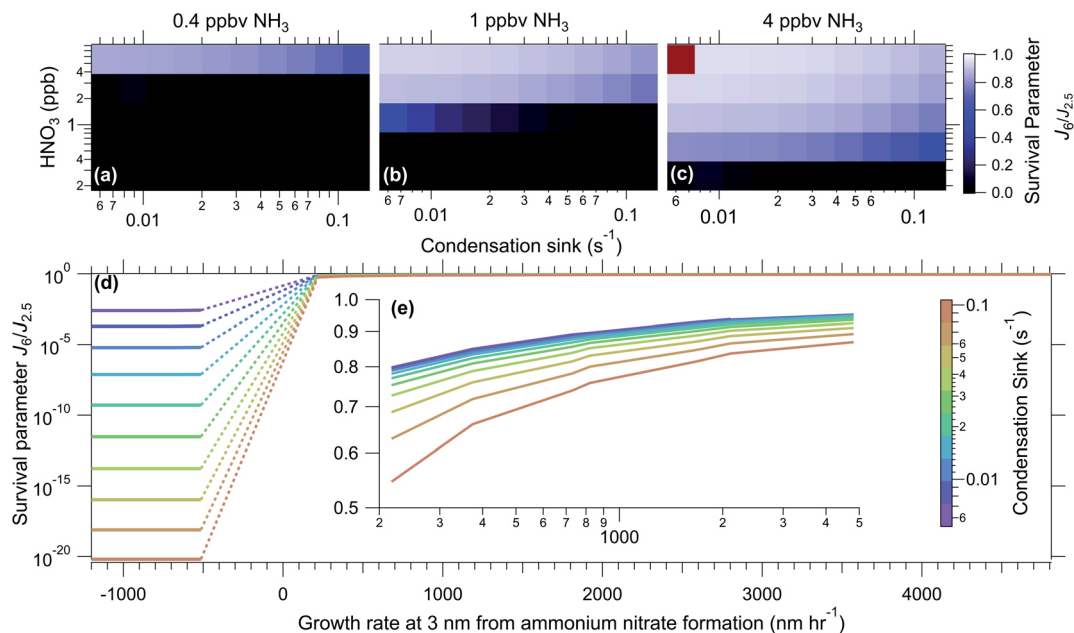 0.4 ppbv NH3
1 ppbv NH3
4 ppbv NH3
HNO3 (ppb)
4
2
1
4
2
(a)
(b)
(c)
6 7 2 3 4 5 6 7
0.01 0.1
6 7 2 3 4 5 6 7
0.01 0.1
6 2 3 4 5 6
0.01 0.1
Condensation sink (s-1)
1.0
0.8
0.6
0.4
0.2
0.0
Survival Parameter
J6/J2.5
Survival parameter J6/J2.5
10^0
10^-5
10^-10
10^-15
10^-20
(d)
(e)
1.0
0.9
0.8
0.7
0.6
0.5
2 3 4 5 6 7 8 9 2 3 4 5
1000
0.1
6
4
2
0.01
6
Condensation Sink (s-1)
-1000 0 1000 2000 3000 4000
Growth rate at 3 nm from ammonium nitrate formation (nm hr-1)